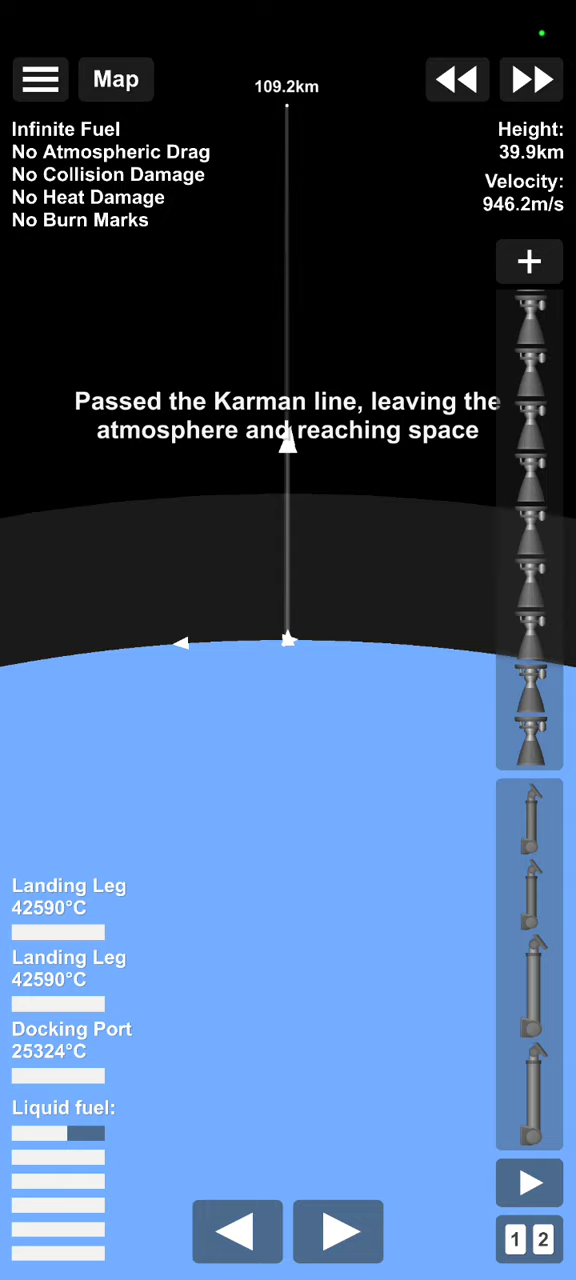 Map
109.2km
Infinite Fuel
No Atmospheric Drag
No Collision Damage
No Heat Damage
No Burn Marks
Height:
39.9km
Velocity:
946.2m/s
+
Passed the Karman line, leaving the
atmosphere and reaching space
Landing Leg
42590°C
Landing Leg
42590°C
Docking Port
25324°C
Liquid fuel:
1 2